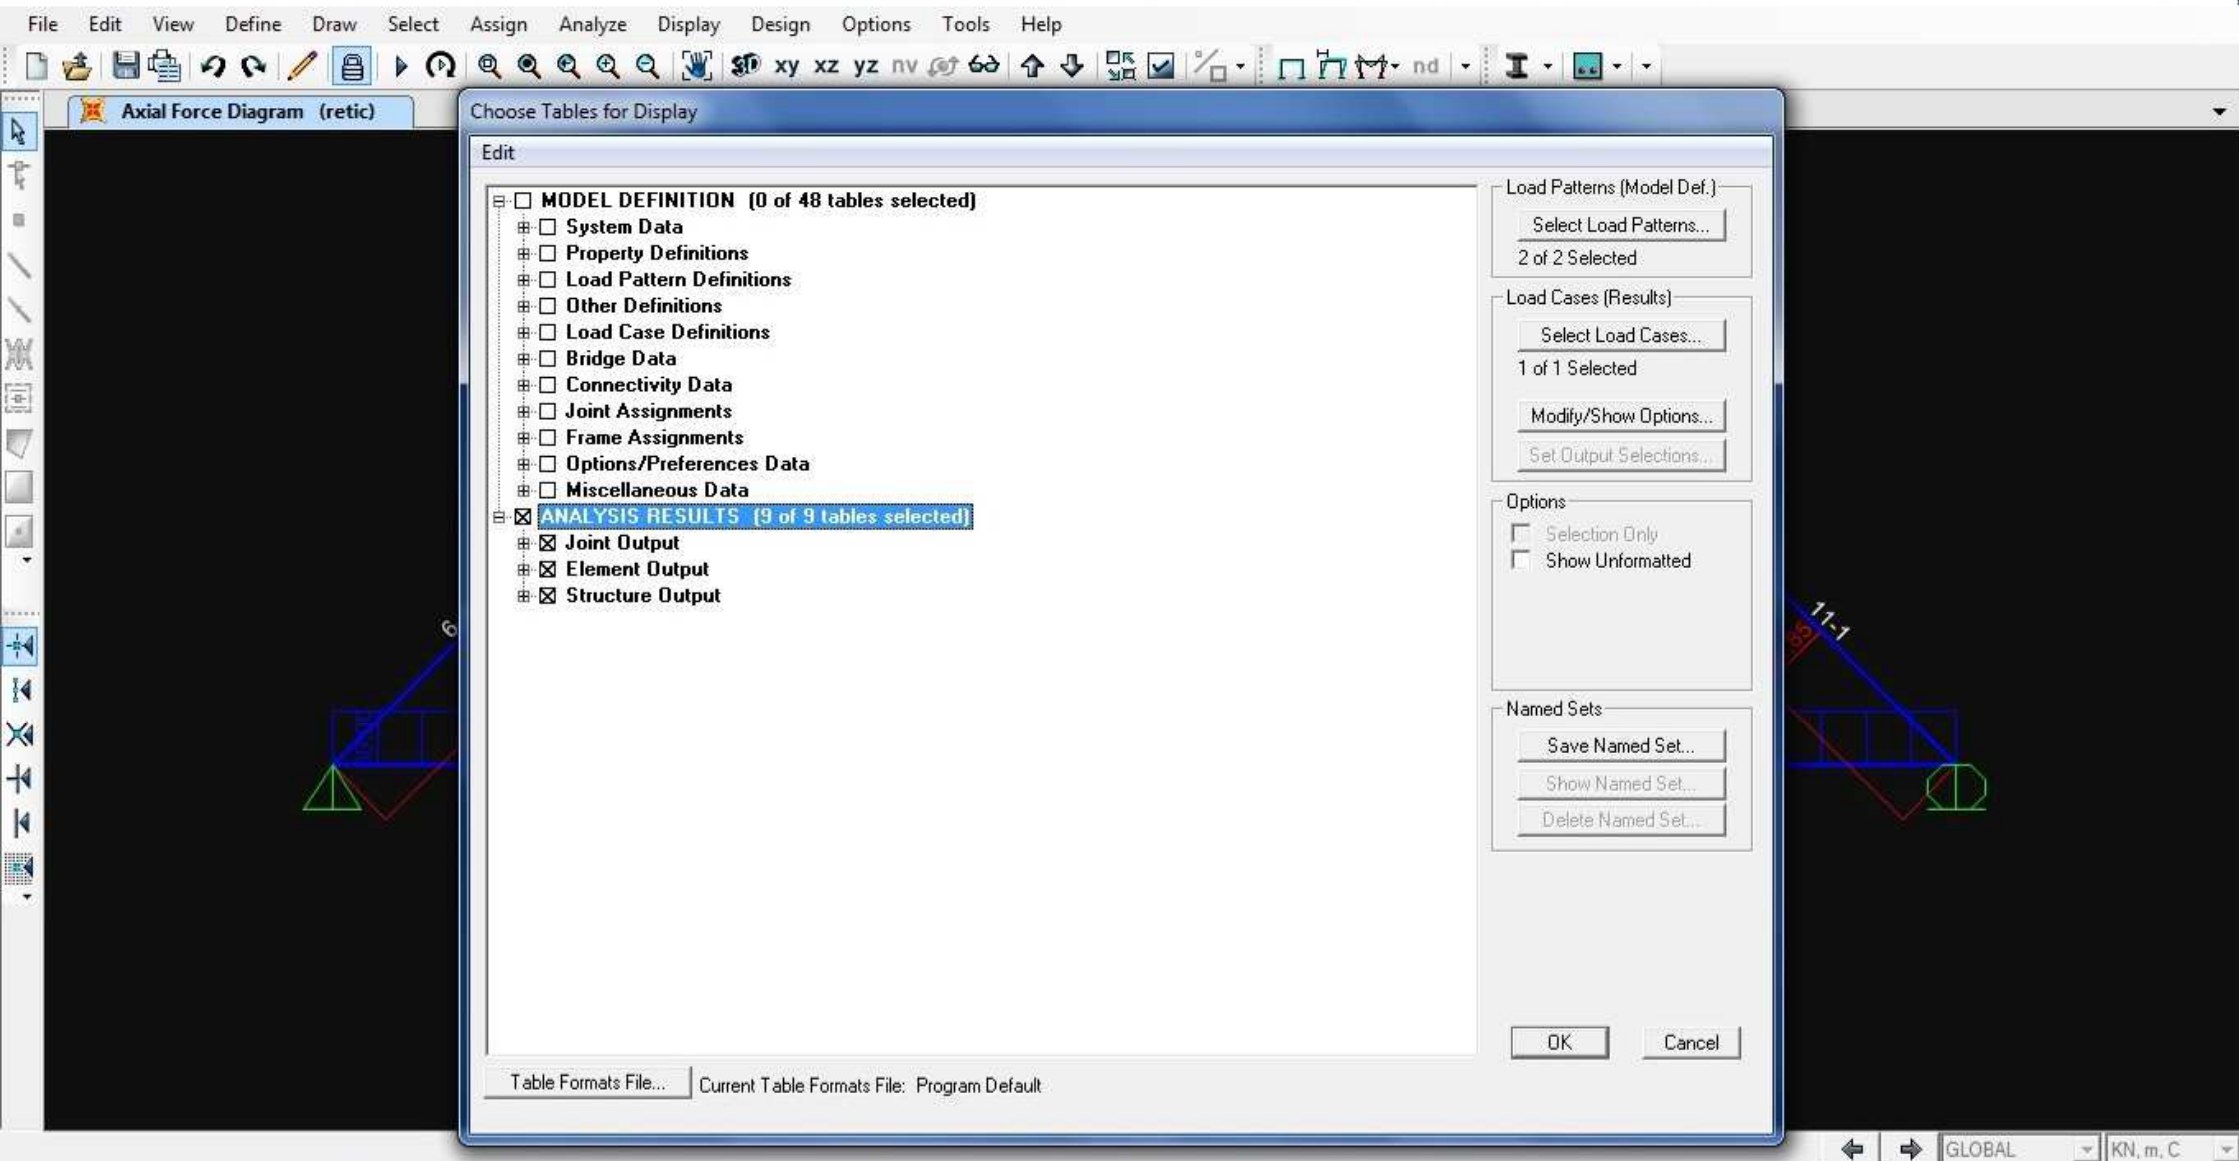 File Edit View Define Draw Select Assign Analyze Display Design Options Tools Help
3D xy xz yz nv nd
Axial Force Diagram (retic)
Choose Tables for Display
Edit
MODEL DEFINITION (0 of 48 tables selected)
System Data
Property Definitions
Load Pattern Definitions
Other Definitions
Load Case Definitions
Bridge Data
Connectivity Data
Joint Assignments
Frame Assignments
Options/Preferences Data
Miscellaneous Data
ANALYSIS RESULTS (9 of 9 tables selected)
Joint Output
Element Output
Structure Output
Load Patterns (Model Def.)
Select Load Patterns...
2 of 2 Selected
Load Cases (Results)
Select Load Cases...
1 of 1 Selected
Modify/Show Options...
Set Output Selections...
Options
Selection Only
Show Unformatted
Named Sets
Save Named Set...
Show Named Set...
Delete Named Set...
OK Cancel
Table Formats File... Current Table Formats File: Program Default
6
11-1
GLOBAL KN, m, C